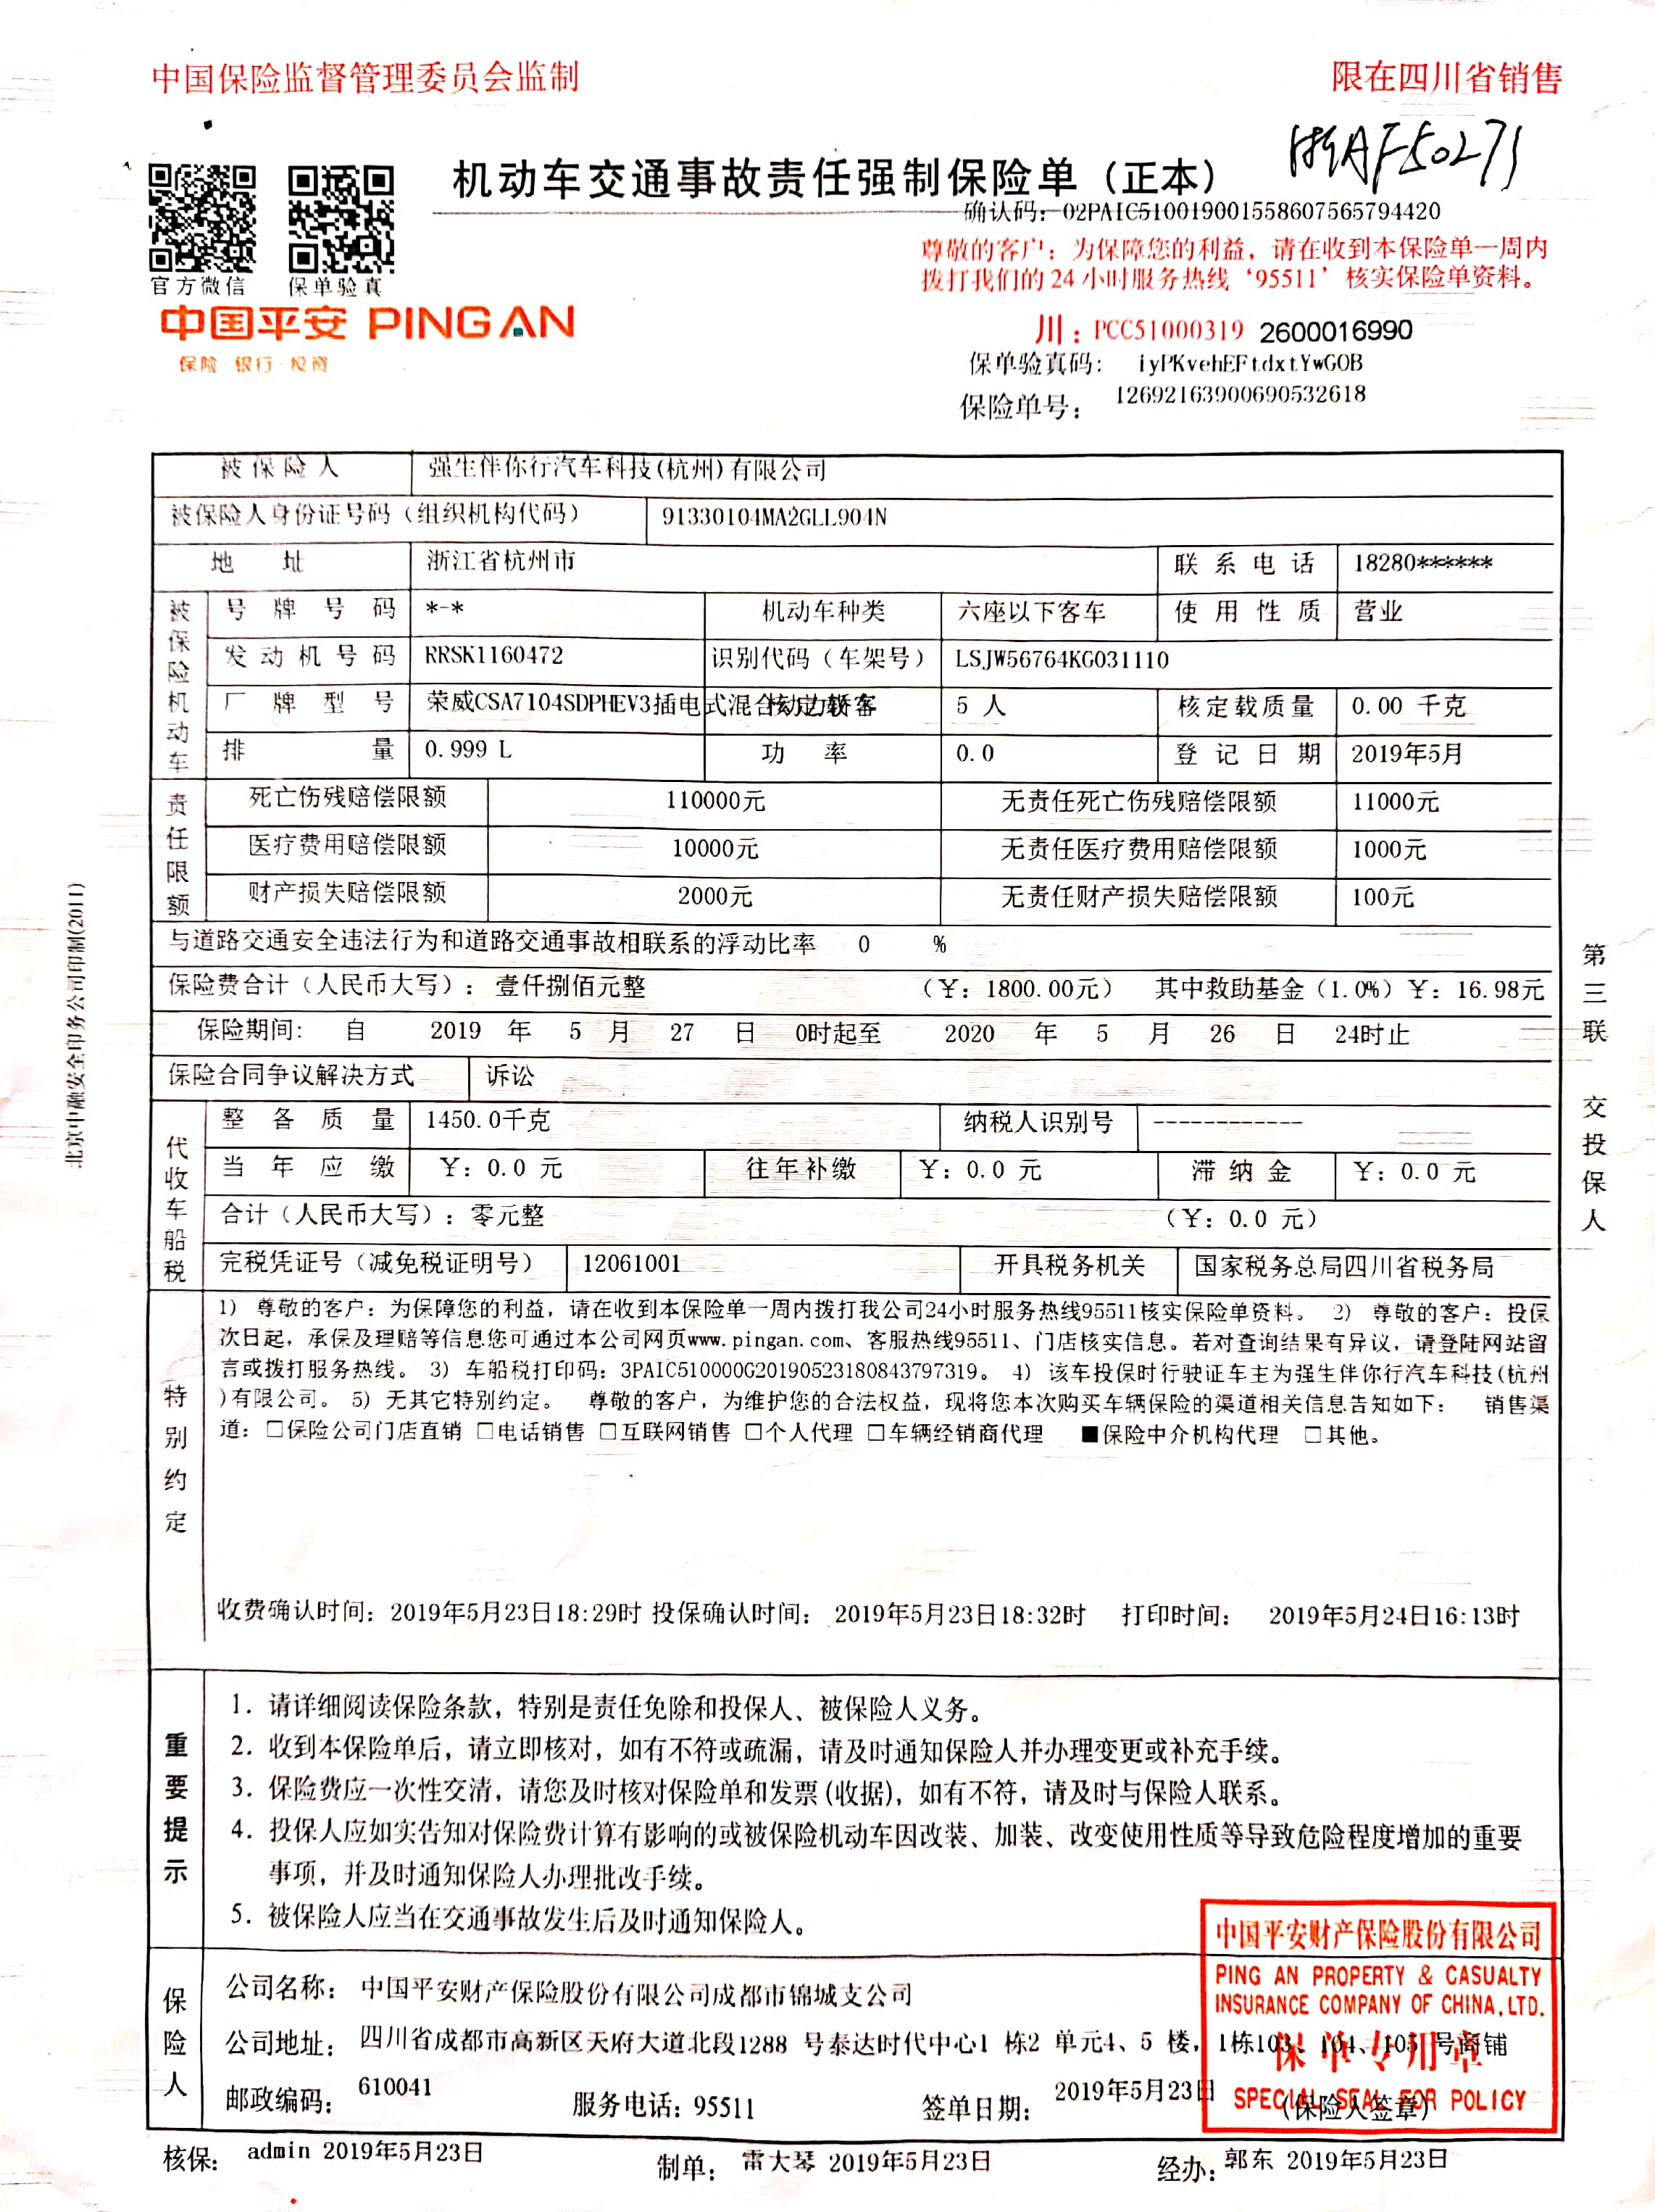 中国保险监督管理委员会监制
限在四川省销售
浙AF50271
机动车交通事故责任强制保险单（正本）
确认码：02PAIC510019001558607565794420
官方微信 保单验真
尊敬的客户：为保障您的利益，请在收到本保险单一周内
拨打我们的24小时服务热线‘95511’核实保险单资料。
中国平安 PING AN
保险·银行·投资
川：PCC51000319 2600016990
保单验真码： iyPKvehEFtdxtYwGOB
保险单号： 12692163900690532618
被保险人 强生伴你行汽车科技(杭州)有限公司
被保险人身份证号码（组织机构代码） 91330104MA2GLL904N
地址 浙江省杭州市 联系电话 18280******
被保险机动车
号牌号码 *-* 机动车种类 六座以下客车 使用性质 营业
发动机号码 RRSK1160472 识别代码（车架号） LSJW56764KG031110
厂牌型号 荣威CSA7104SDPHEV3插电式混合动力轿车 核定载客 5 人 核定载质量 0.00 千克
排量 0.999 L 功率 0.0 登记日期 2019年5月
责任限额
死亡伤残赔偿限额 110000元 无责任死亡伤残赔偿限额 11000元
医疗费用赔偿限额 10000元 无责任医疗费用赔偿限额 1000元
财产损失赔偿限额 2000元 无责任财产损失赔偿限额 100元
与道路交通安全违法行为和道路交通事故相联系的浮动比率 0 %
保险费合计（人民币大写）：壹仟捌佰元整 （￥：1800.00元） 其中救助基金（1.0%）￥：16.98元
保险期间： 自 2019 年 5 月 27 日 0时起至 2020 年 5 月 26 日 24时止
保险合同争议解决方式 诉讼
代收车船税
整备质量 1450.0千克 纳税人识别号 ------------
当年应缴 ￥：0.0 元 往年补缴 ￥：0.0 元 滞纳金 ￥：0.0 元
合计（人民币大写）：零元整 （￥：0.0 元）
完税凭证号（减免税证明号） 12061001 开具税务机关 国家税务总局四川省税务局
特别约定
1） 尊敬的客户：为保障您的利益，请在收到本保险单一周内拨打我公司24小时服务热线95511核实保险单资料。 2） 尊敬的客户：投保
次日起，承保及理赔等信息您可通过本公司网页www.pingan.com、客服热线95511、门店核实信息。若对查询结果有异议，请登陆网站留
言或拨打服务热线。 3） 车船税打印码：3PAIC510000G20190523180843797319。 4） 该车投保时行驶证车主为强生伴你行汽车科技(杭州
)有限公司。 5） 无其它特别约定。 尊敬的客户，为维护您的合法权益，现将您本次购买车辆保险的渠道相关信息告知如下： 销售渠
道：□保险公司门店直销 □电话销售 □互联网销售 □个人代理 □车辆经销商代理 ■保险中介机构代理 □其他。
收费确认时间：2019年5月23日18:29时 投保确认时间： 2019年5月23日18:32时 打印时间： 2019年5月24日16:13时
重要提示
1. 请详细阅读保险条款，特别是责任免除和投保人、被保险人义务。
2. 收到本保险单后，请立即核对，如有不符或疏漏，请及时通知保险人并办理变更或补充手续。
3. 保险费应一次性交清，请您及时核对保险单和发票(收据)，如有不符，请及时与保险人联系。
4. 投保人应如实告知对保险费计算有影响的或被保险机动车因改装、加装、改变使用性质等导致危险程度增加的重要
事项，并及时通知保险人办理批改手续。
5. 被保险人应当在交通事故发生后及时通知保险人。
保险人
公司名称： 中国平安财产保险股份有限公司成都市锦城支公司
公司地址： 四川省成都市高新区天府大道北段1288 号泰达时代中心1 栋2 单元4、5 楼，1栋103、104、105 号商铺
邮政编码： 610041 服务电话：95511 签单日期： 2019年5月23日 （保险人签章）
中国平安财产保险股份有限公司
PING AN PROPERTY & CASUALTY
INSURANCE COMPANY OF CHINA, LTD.
保单专用章
SPECIAL SEAL FOR POLICY
核保： admin 2019年5月23日 制单： 雷大琴 2019年5月23日 经办：郭东 2019年5月23日
北京中融安全印务公司印制(2011)
第三联 交投保人